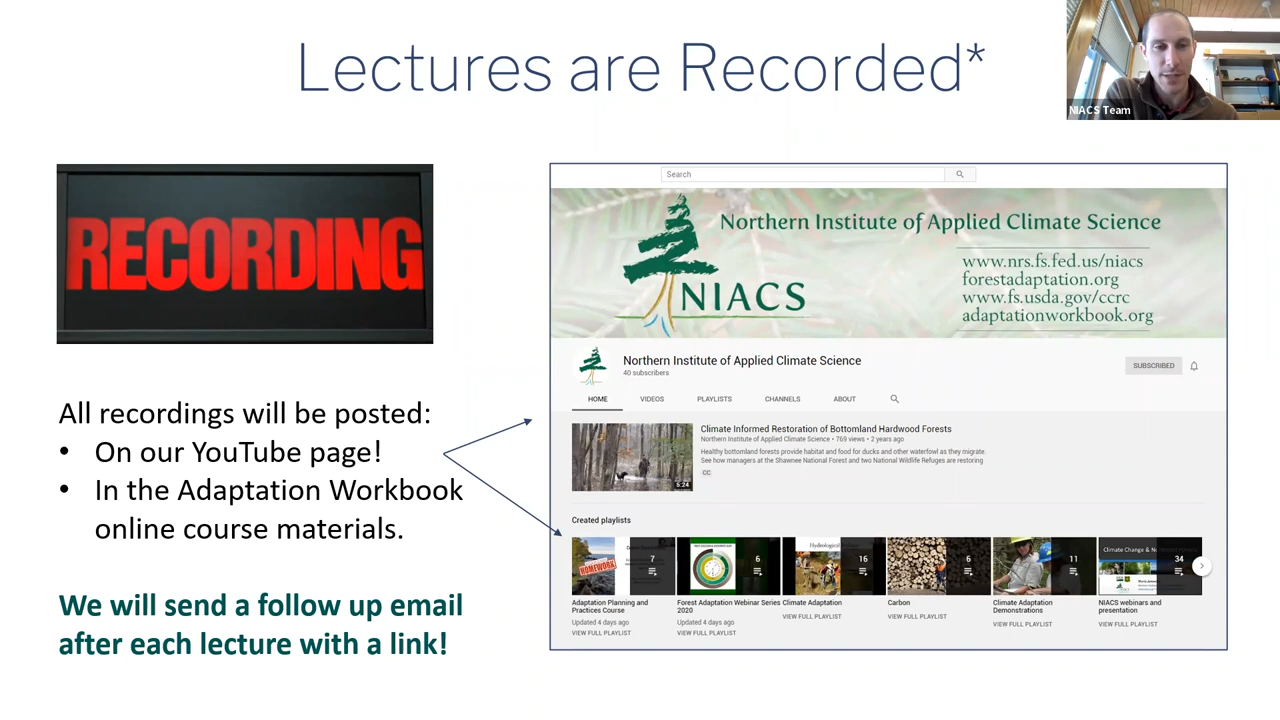 Lectures are Recorded*
NIACS Team
RECORDING
All recordings will be posted:
• On our YouTube page!
• In the Adaptation Workbook
online course materials.
We will send a follow up email
after each lecture with a link!
Search
Northern Institute of Applied Climate Science
www.nrs.fs.fed.us/niacs
forestadaptation.org
www.fs.usda.gov/ccrc
adaptationworkbook.org
NIACS
Northern Institute of Applied Climate Science
40 subscribers
SUBSCRIBED
HOME VIDEOS PLAYLISTS CHANNELS ABOUT
Climate Informed Restoration of Bottomland Hardwood Forests
Northern Institute of Applied Climate Science • 769 views • 2 years ago
Healthy bottomland forests provide habitat and food for ducks and other waterfowl as they migrate.
See how managers at the Shawnee National Forest and two National Wildlife Refuges are restoring
CC
5:24
Created playlists
HOMEWORK
7
6
Hydrological
16
6
11
Climate Change &
34
Adaptation Planning and
Practices Course
Updated 4 days ago
VIEW FULL PLAYLIST
Forest Adaptation Webinar Series
2020
Updated 4 days ago
VIEW FULL PLAYLIST
Climate Adaptation
VIEW FULL PLAYLIST
Carbon
VIEW FULL PLAYLIST
Climate Adaptation
Demonstrations
VIEW FULL PLAYLIST
NIACS webinars and
presentation
VIEW FULL PLAYLIST